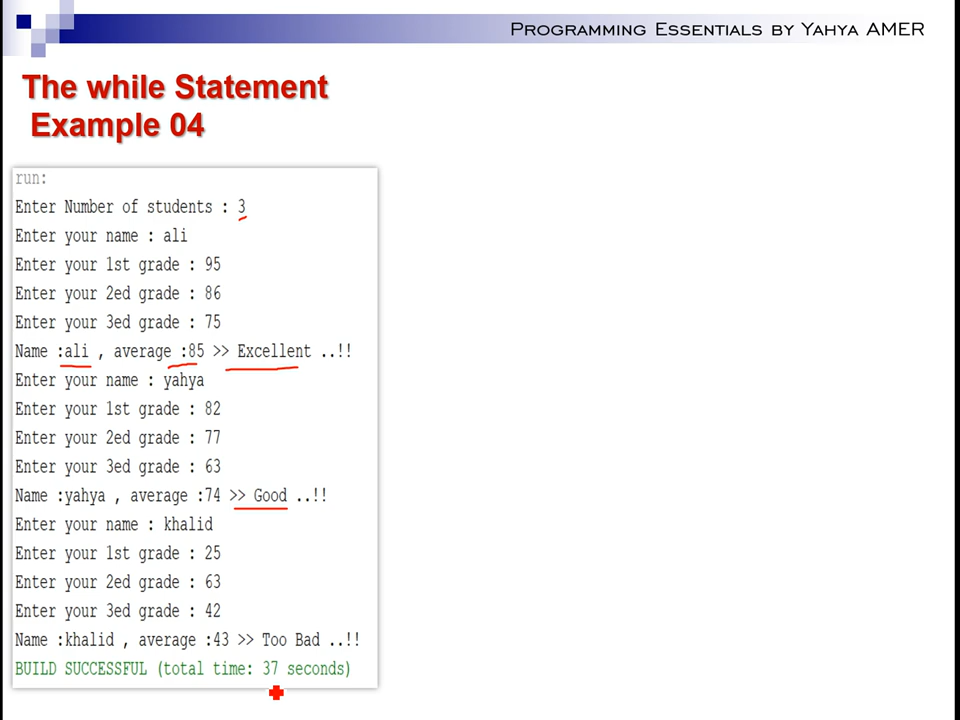 Programming Essentials by Yahya AMER
The while Statement
Example 04
run:
Enter Number of students : 3
Enter your name : ali
Enter your 1st grade : 95
Enter your 2ed grade : 86
Enter your 3ed grade : 75
Name :ali , average :85 >> Excellent ..!!
Enter your name : yahya
Enter your 1st grade : 82
Enter your 2ed grade : 77
Enter your 3ed grade : 63
Name :yahya , average :74 >> Good ..!!
Enter your name : khalid
Enter your 1st grade : 25
Enter your 2ed grade : 63
Enter your 3ed grade : 42
Name :khalid , average :43 >> Too Bad ..!!
BUILD SUCCESSFUL (total time: 37 seconds)